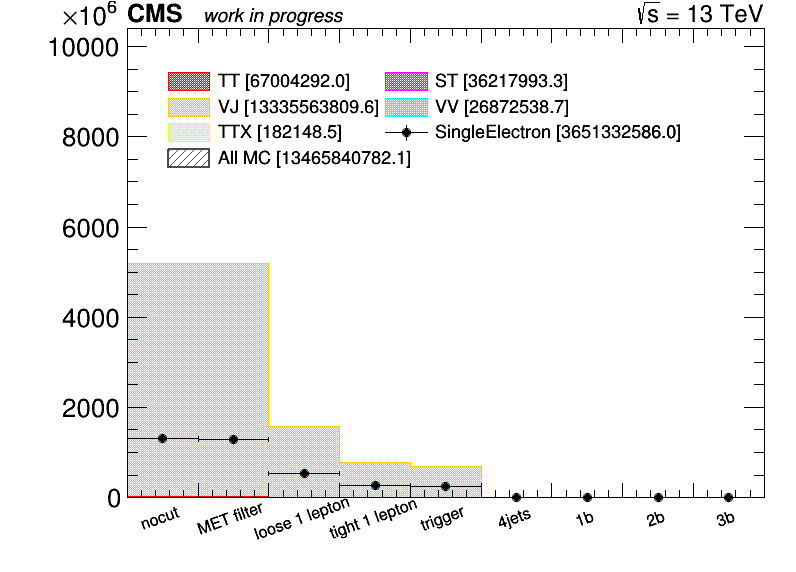 ×10⁶ CMS work in progress √s = 13 TeV
10000
8000
6000
4000
2000
0
TT [67004292.0]
ST [36217993.3]
VJ [13335563809.6]
VV [26872538.7]
TTX [182148.5]
SingleElectron [3651332586.0]
All MC [13465840782.1]
nocut
MET filter
loose 1 lepton
tight 1 lepton
trigger
4jets
1b
2b
3b